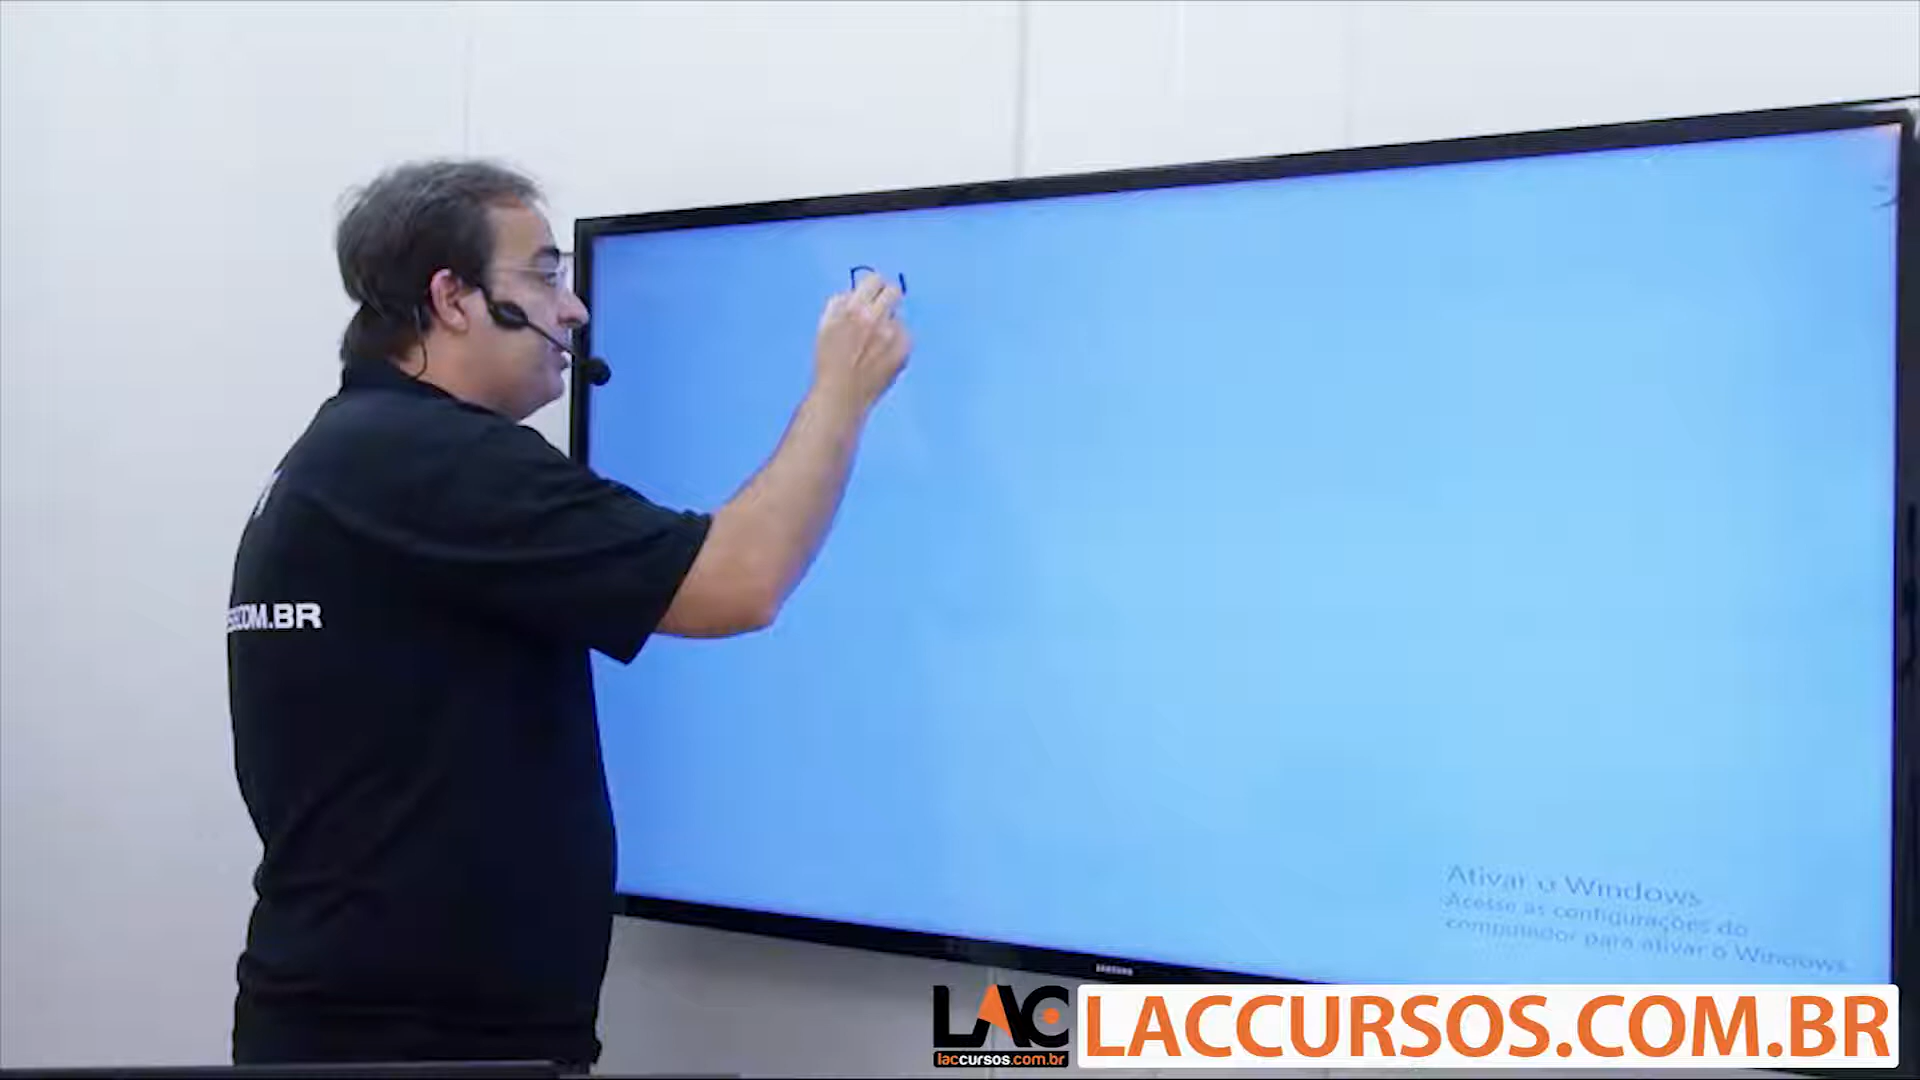 COM.BR
Ativar o Windows
Acesse as configurações do
computador para ativar o Windows.
SAMSUNG
LAC
laccursos.com.br
LACCURSOS.COM.BR